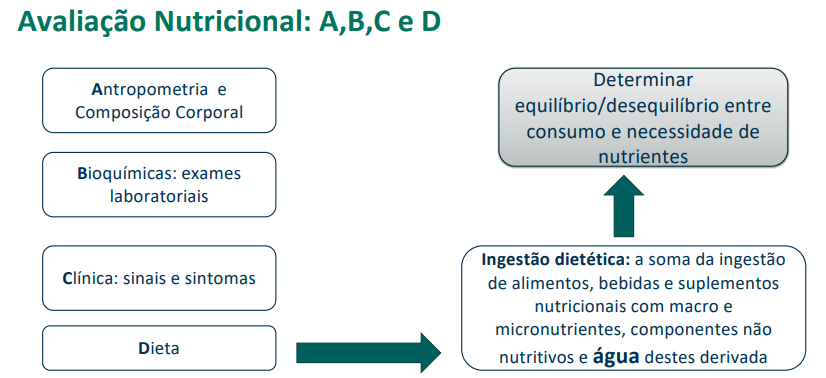 Avaliação Nutricional: A,B,C e D
Antropometria e
Composição Corporal
Bioquímicas: exames
laboratoriais
Clínica: sinais e sintomas
Dieta
Determinar
equilíbrio/desequilíbrio entre
consumo e necessidade de
nutrientes
Ingestão dietética: a soma da ingestão
de alimentos, bebidas e suplementos
nutricionais com macro e
micronutrientes, componentes não
nutritivos e água destes derivada